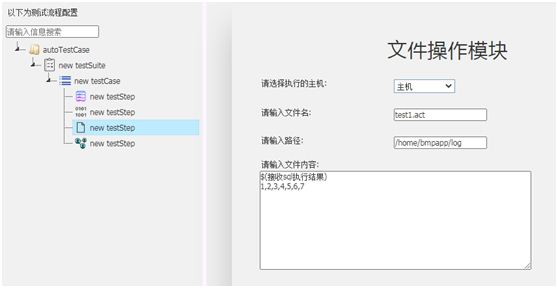 以下为测试流程配置
请输入信息搜索
autoTestCase
new testSuite
new testCase
new testStep
0101
1001
new testStep
new testStep
new testStep
文件操作模块
请选择执行的主机:
主机
请输入文件名:
test1.act
请输入路径:
/home/bmpapp/log
请输入文件内容:
$(接收sql执行结果)
1,2,3,4,5,6,7